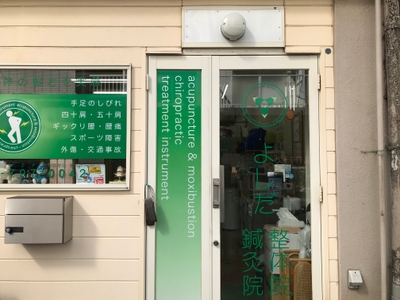 手足のしびれ
四十肩・五十肩
ギックリ腰・腰痛
スポーツ障害
外傷・交通事故
acupuncture & moxibustion
chiropractic
treatment instrument
よしだ
整体院
鍼灸院